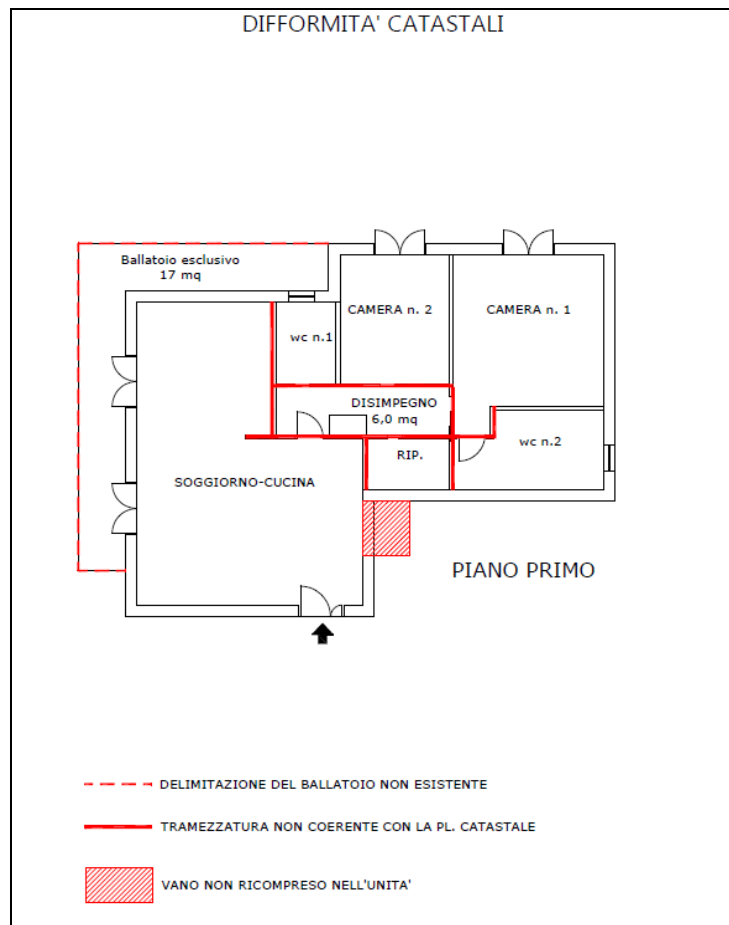 DIFFORMITA' CATASTALI
Ballatoio esclusivo
17 mq
CAMERA n. 2
CAMERA n. 1
wc n.1
DISIMPEGNO
6,0 mq
wc n.2
RIP.
SOGGIORNO-CUCINA
PIANO PRIMO
DELIMITAZIONE DEL BALLATOIO NON ESISTENTE
TRAMEZZATURA NON COERENTE CON LA PL. CATASTALE
VANO NON RICOMPRESO NELL'UNITA'